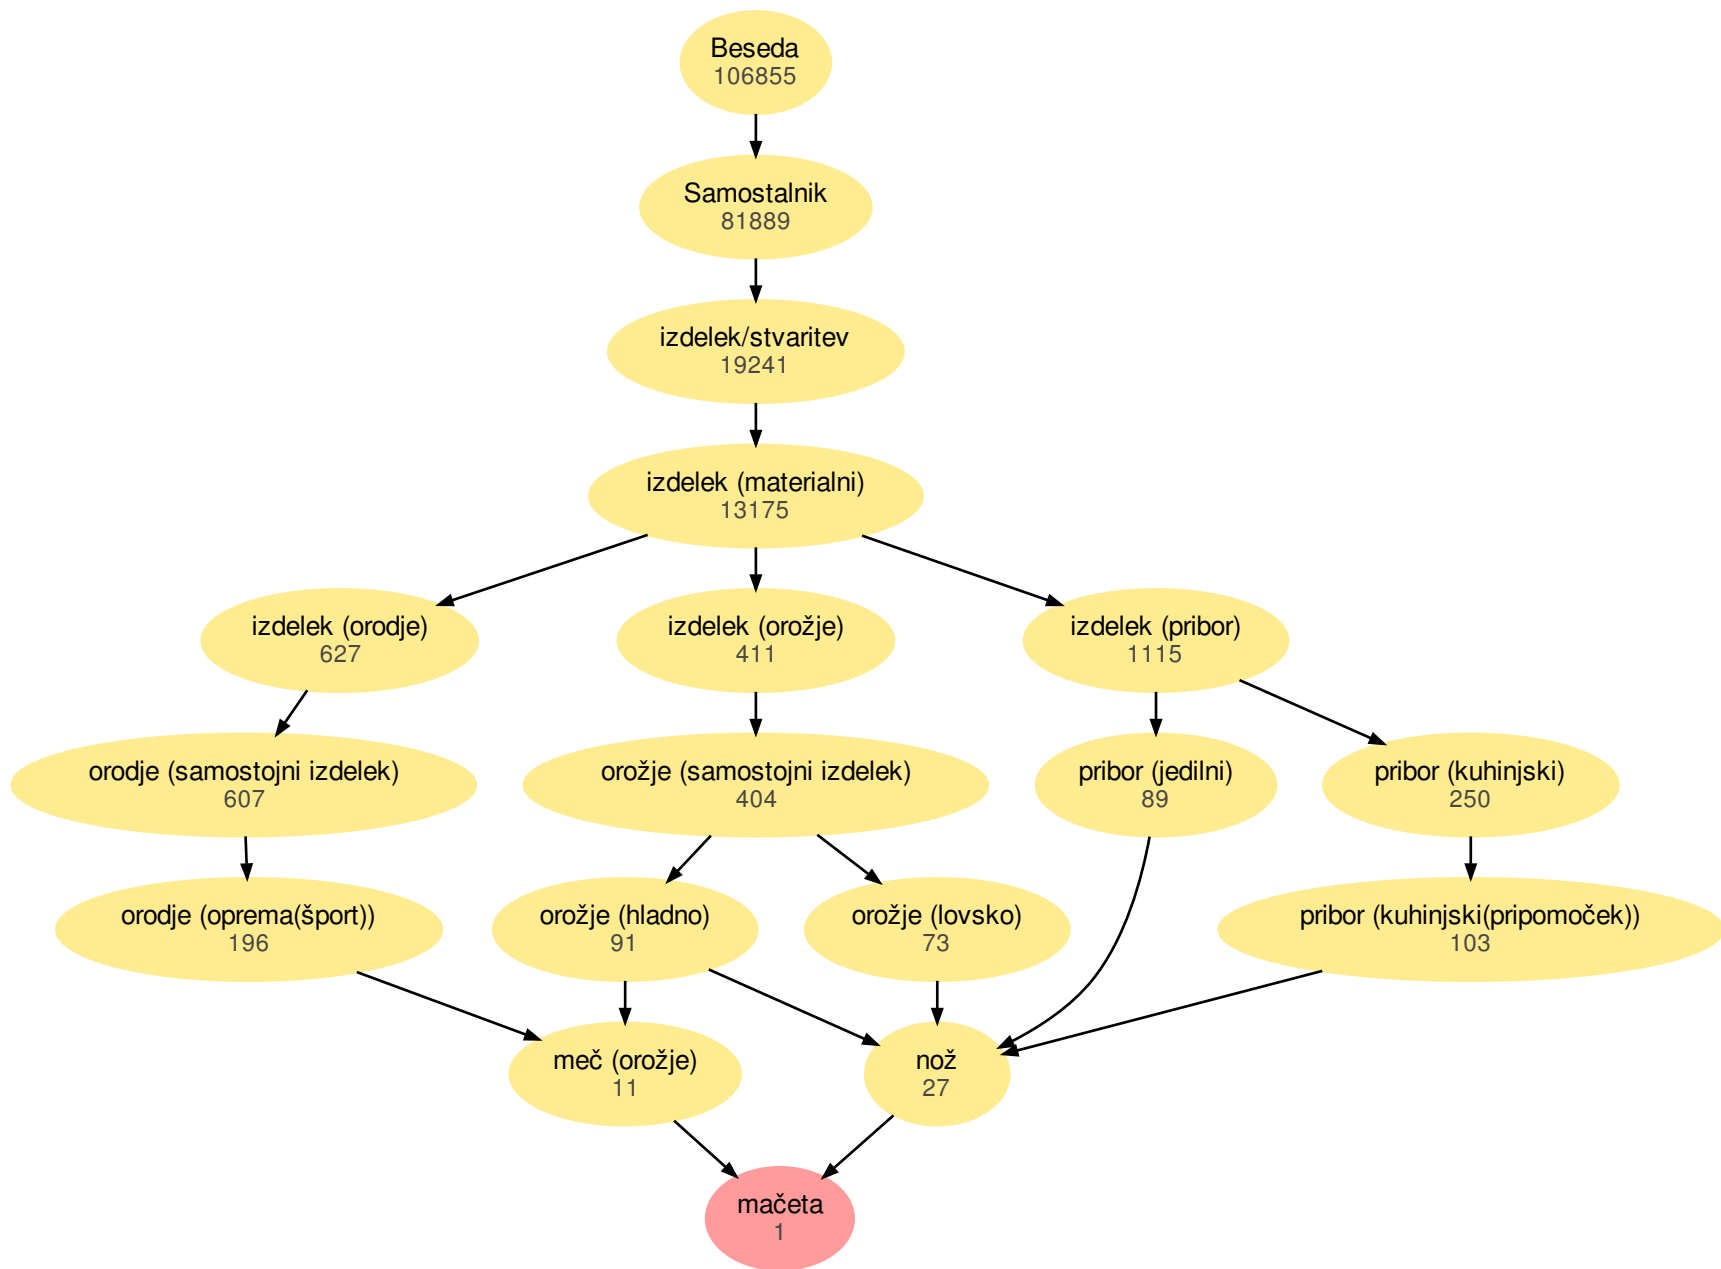 Beseda
106855
Samostalnik
81889
izdelek/stvaritev
19241
izdelek (materialni)
13175
izdelek (orodje)
627
izdelek (orožje)
411
izdelek (pribor)
1115
orodje (samostojni izdelek)
607
orožje (samostojni izdelek)
404
pribor (jedilni)
89
pribor (kuhinjski)
250
orodje (oprema(šport))
196
orožje (hladno)
91
orožje (lovsko)
73
pribor (kuhinjski(pripomoček))
103
meč (orožje)
11
nož
27
mačeta
1